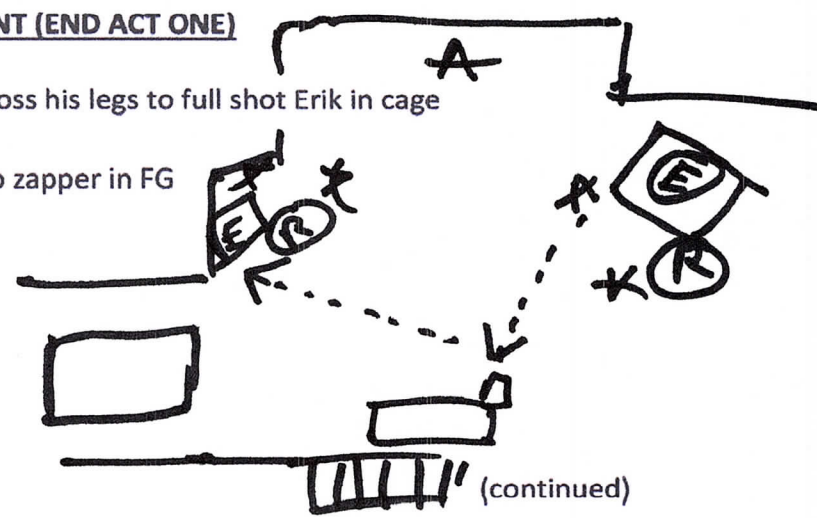 NT (END ACT ONE)
A
oss his legs to full shot Erik in cage
o zapper in FG
E
R
E
R
(continued)